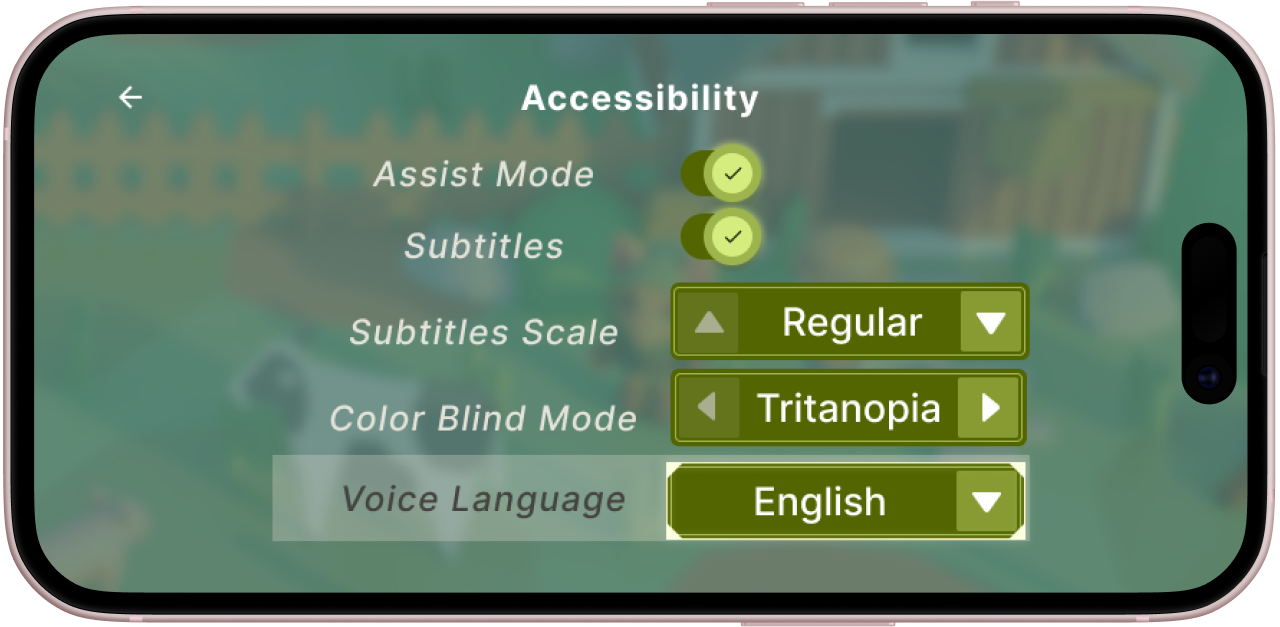 Accessibility
Assist Mode
Subtitles
Subtitles Scale
Regular
Color Blind Mode
Tritanopia
Voice Language
English